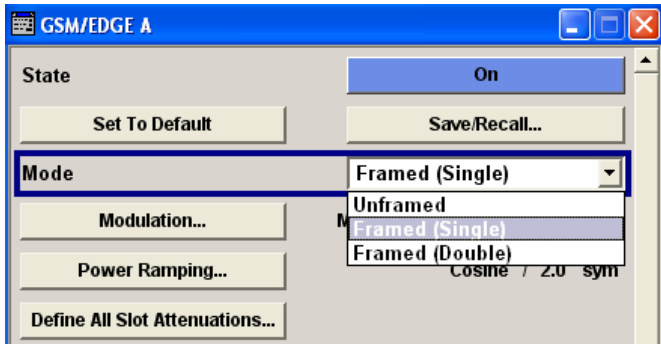 GSM/EDGE A
State On
Set To Default Save/Recall...
Mode Framed (Single)
Unframed
Modulation... M Framed (Single)
Framed (Double)
Power Ramping... Cosine / 2.0 sym
Define All Slot Attenuations...